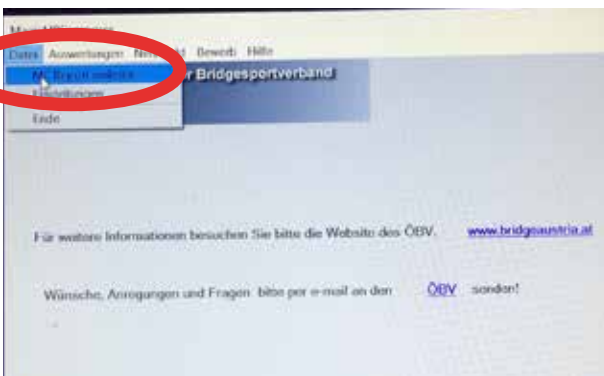 Datei Auswertungen Bewerb Hilfe
r Bridgesportverband
Einstellungen
Ende
Für weitere Informationen besuchen Sie bitte die Website des ÖBV. www.bridgeaustria.at
Wünsche, Anregungen und Fragen bitte per e-mail an den ÖBV senden!